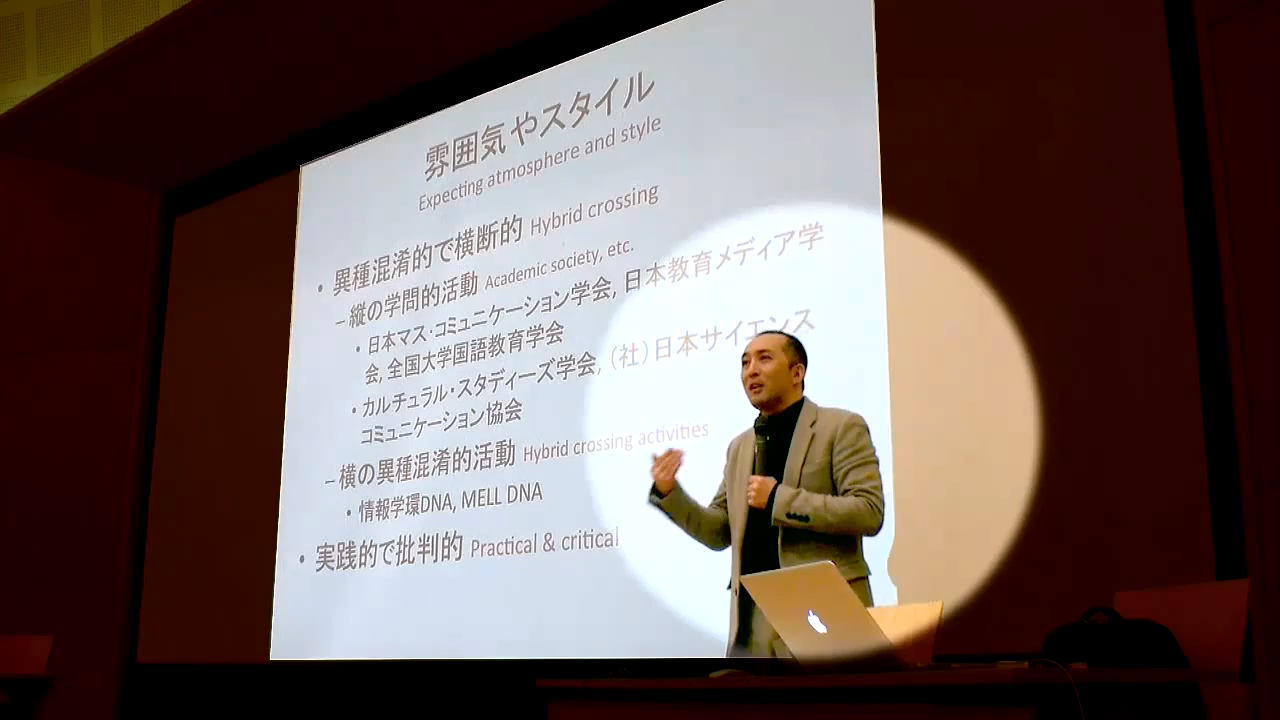 雰囲気やスタイル
Expecting atmosphere and style
• 異種混淆的で横断的 Hybrid crossing
– 縦の学問的活動 Academic society, etc.
• 日本マス・コミュニケーション学会, 日本教育メディア学
会, 全国大学国語教育学会
• カルチュラル・スタディーズ学会, (社)日本サイエンス
コミュニケーション協会
– 横の異種混淆的活動 Hybrid crossing activities
• 情報学環DNA, MELL DNA
• 実践的で批判的 Practical & critical